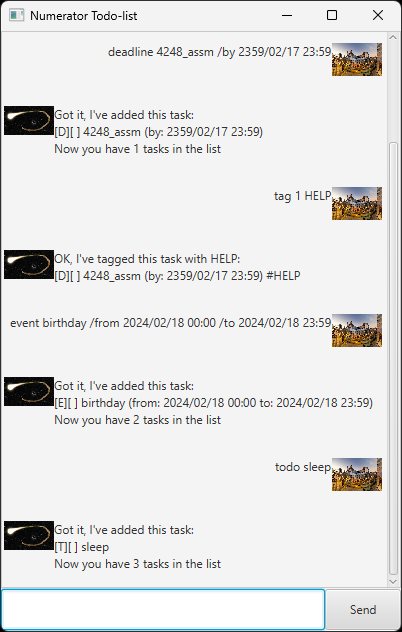 Numerator Todo-list
deadline 4248_assm /by 2359/02/17 23:59
Got it, I've added this task:
[D][ ] 4248_assm (by: 2359/02/17 23:59)
Now you have 1 tasks in the list
tag 1 HELP
OK, I've tagged this task with HELP:
[D][ ] 4248_assm (by: 2359/02/17 23:59) #HELP
event birthday /from 2024/02/18 00:00 /to 2024/02/18 23:59
Got it, I've added this task:
[E][ ] birthday (from: 2024/02/18 00:00 to: 2024/02/18 23:59)
Now you have 2 tasks in the list
todo sleep
Got it, I've added this task:
[T][ ] sleep
Now you have 3 tasks in the list
Send